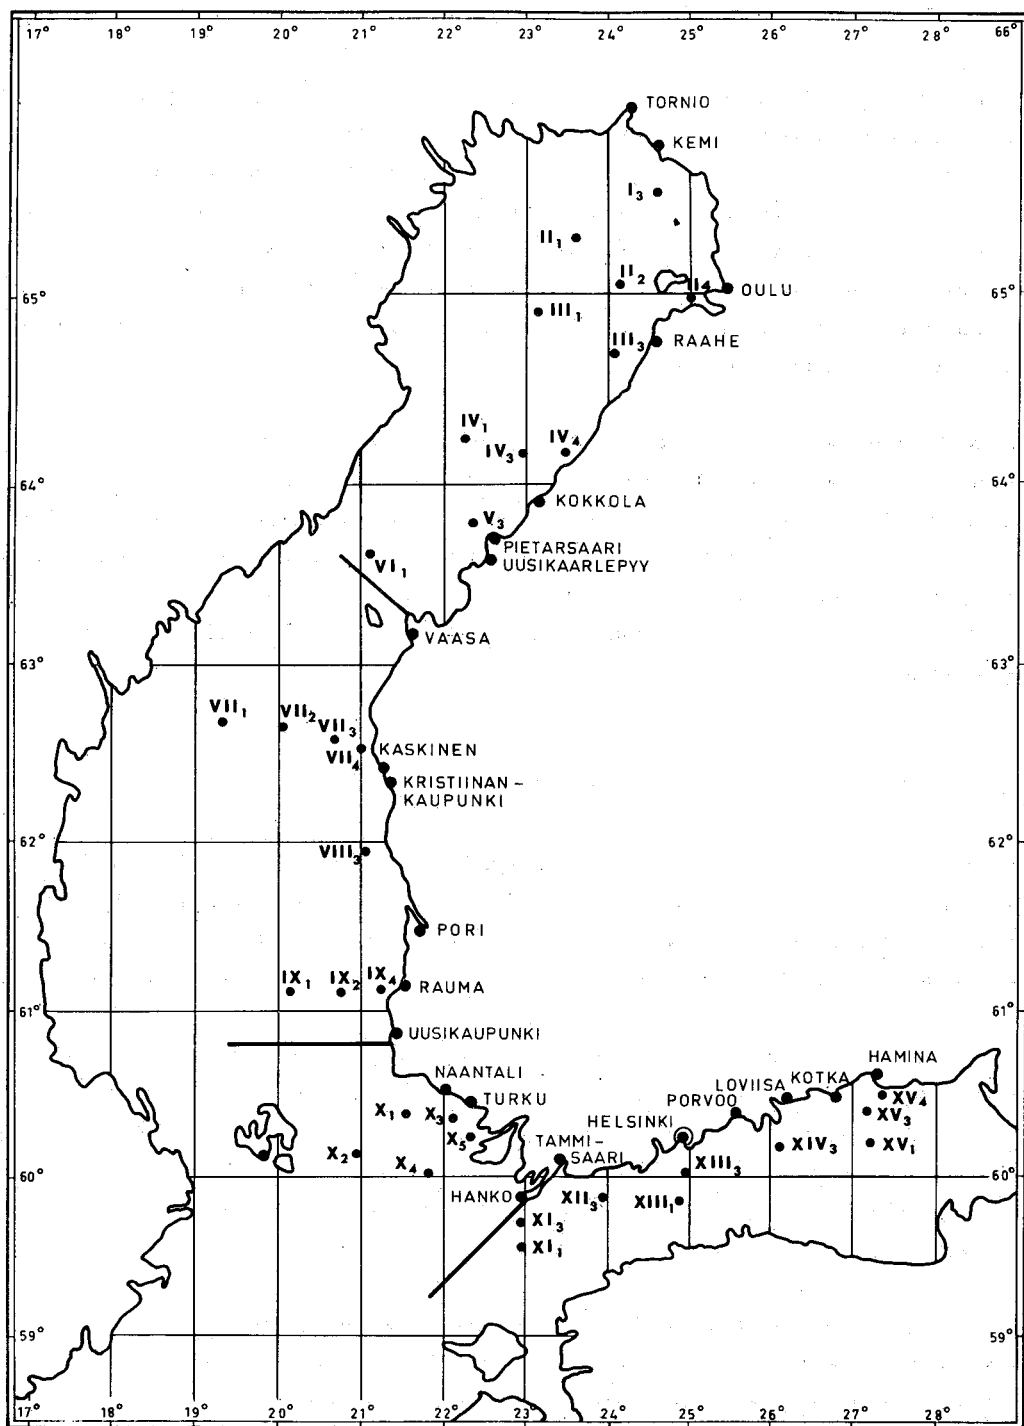 17° 18° 19° 20° 21° 22° 23° 24° 25° 26° 27° 28° 66°
TORNIO
KEMI
I₃
II₁
II₂
II₄
OULU
65° 65°
III₁
III₃
RAAHE
IV₁
IV₃
IV₄
64° 64°
KOKKOLA
V₃
PIETARSAARI
UUSIKAARLEPYY
VI₁
VAASA
63° 63°
VII₁
VII₂
VII₃
VII₄
KASKINEN
KRISTIINAN-
KAUPUNKI
62° 62°
VIII₃
PORI
IX₁
IX₂
IX₄
RAUMA
61° 61°
UUSIKAUPUNKI
HAMINA
NAANTALI
LOVIISA
KOTKA
TURKU
PORVOO
XV₄
X₁
X₃
HELSINKI
XV₃
X₅
TAMMI-
SAARI
XIV₃
XV₁
X₂
X₄
XIII₃
60° 60°
HANKO
XII₃
XIII₁
XI₃
XI₁
59° 59°
17° 18° 19° 20° 21° 22° 23° 24° 25° 26° 27° 28°